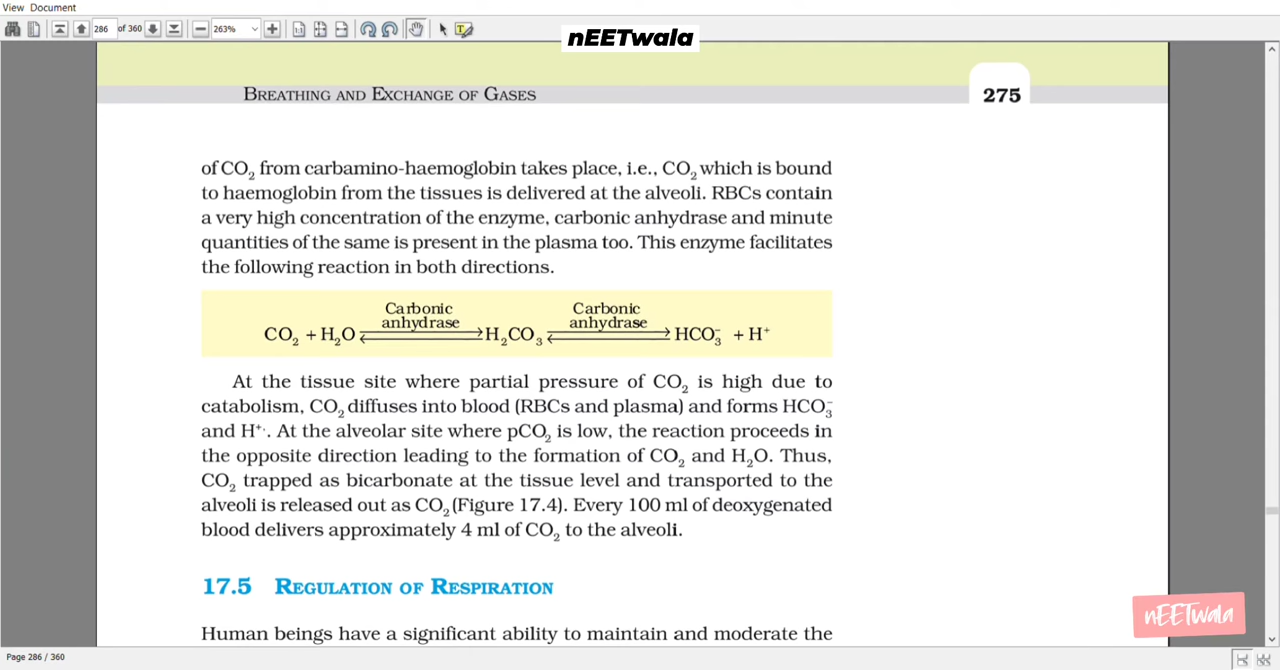 View Document
286 of 360 263%
nEETwala
BREATHING AND EXCHANGE OF GASES
275
of CO₂ from carbamino-haemoglobin takes place, i.e., CO₂ which is bound
to haemoglobin from the tissues is delivered at the alveoli. RBCs contain
a very high concentration of the enzyme, carbonic anhydrase and minute
quantities of the same is present in the plasma too. This enzyme facilitates
the following reaction in both directions.
Carbonic Carbonic
anhydrase anhydrase
CO₂ + H₂O ⇌ H₂CO₃ ⇌ HCO₃⁻ + H⁺
At the tissue site where partial pressure of CO₂ is high due to
catabolism, CO₂ diffuses into blood (RBCs and plasma) and forms HCO₃⁻
and H⁺·. At the alveolar site where pCO₂ is low, the reaction proceeds in
the opposite direction leading to the formation of CO₂ and H₂O. Thus,
CO₂ trapped as bicarbonate at the tissue level and transported to the
alveoli is released out as CO₂ (Figure 17.4). Every 100 ml of deoxygenated
blood delivers approximately 4 ml of CO₂ to the alveoli.
17.5 REGULATION OF RESPIRATION
nEETwala
Human beings have a significant ability to maintain and moderate the
Page 286 / 360